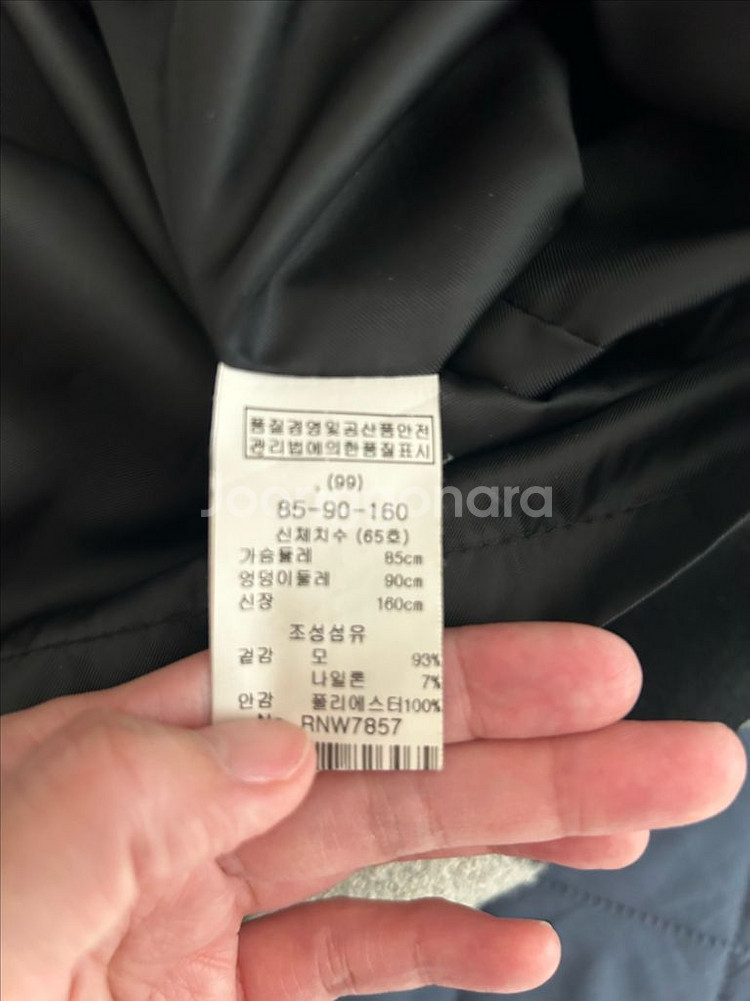 품질경영및공산품안전
관리법에의한품질표시
(99)
85-90-160
신체치수 (65호)
가슴둘레 85cm
엉덩이둘레 90cm
신장 160cm
조성섬유
겉감 모 93%
나일론 7%
안감 폴리에스터100%
No RNW7857